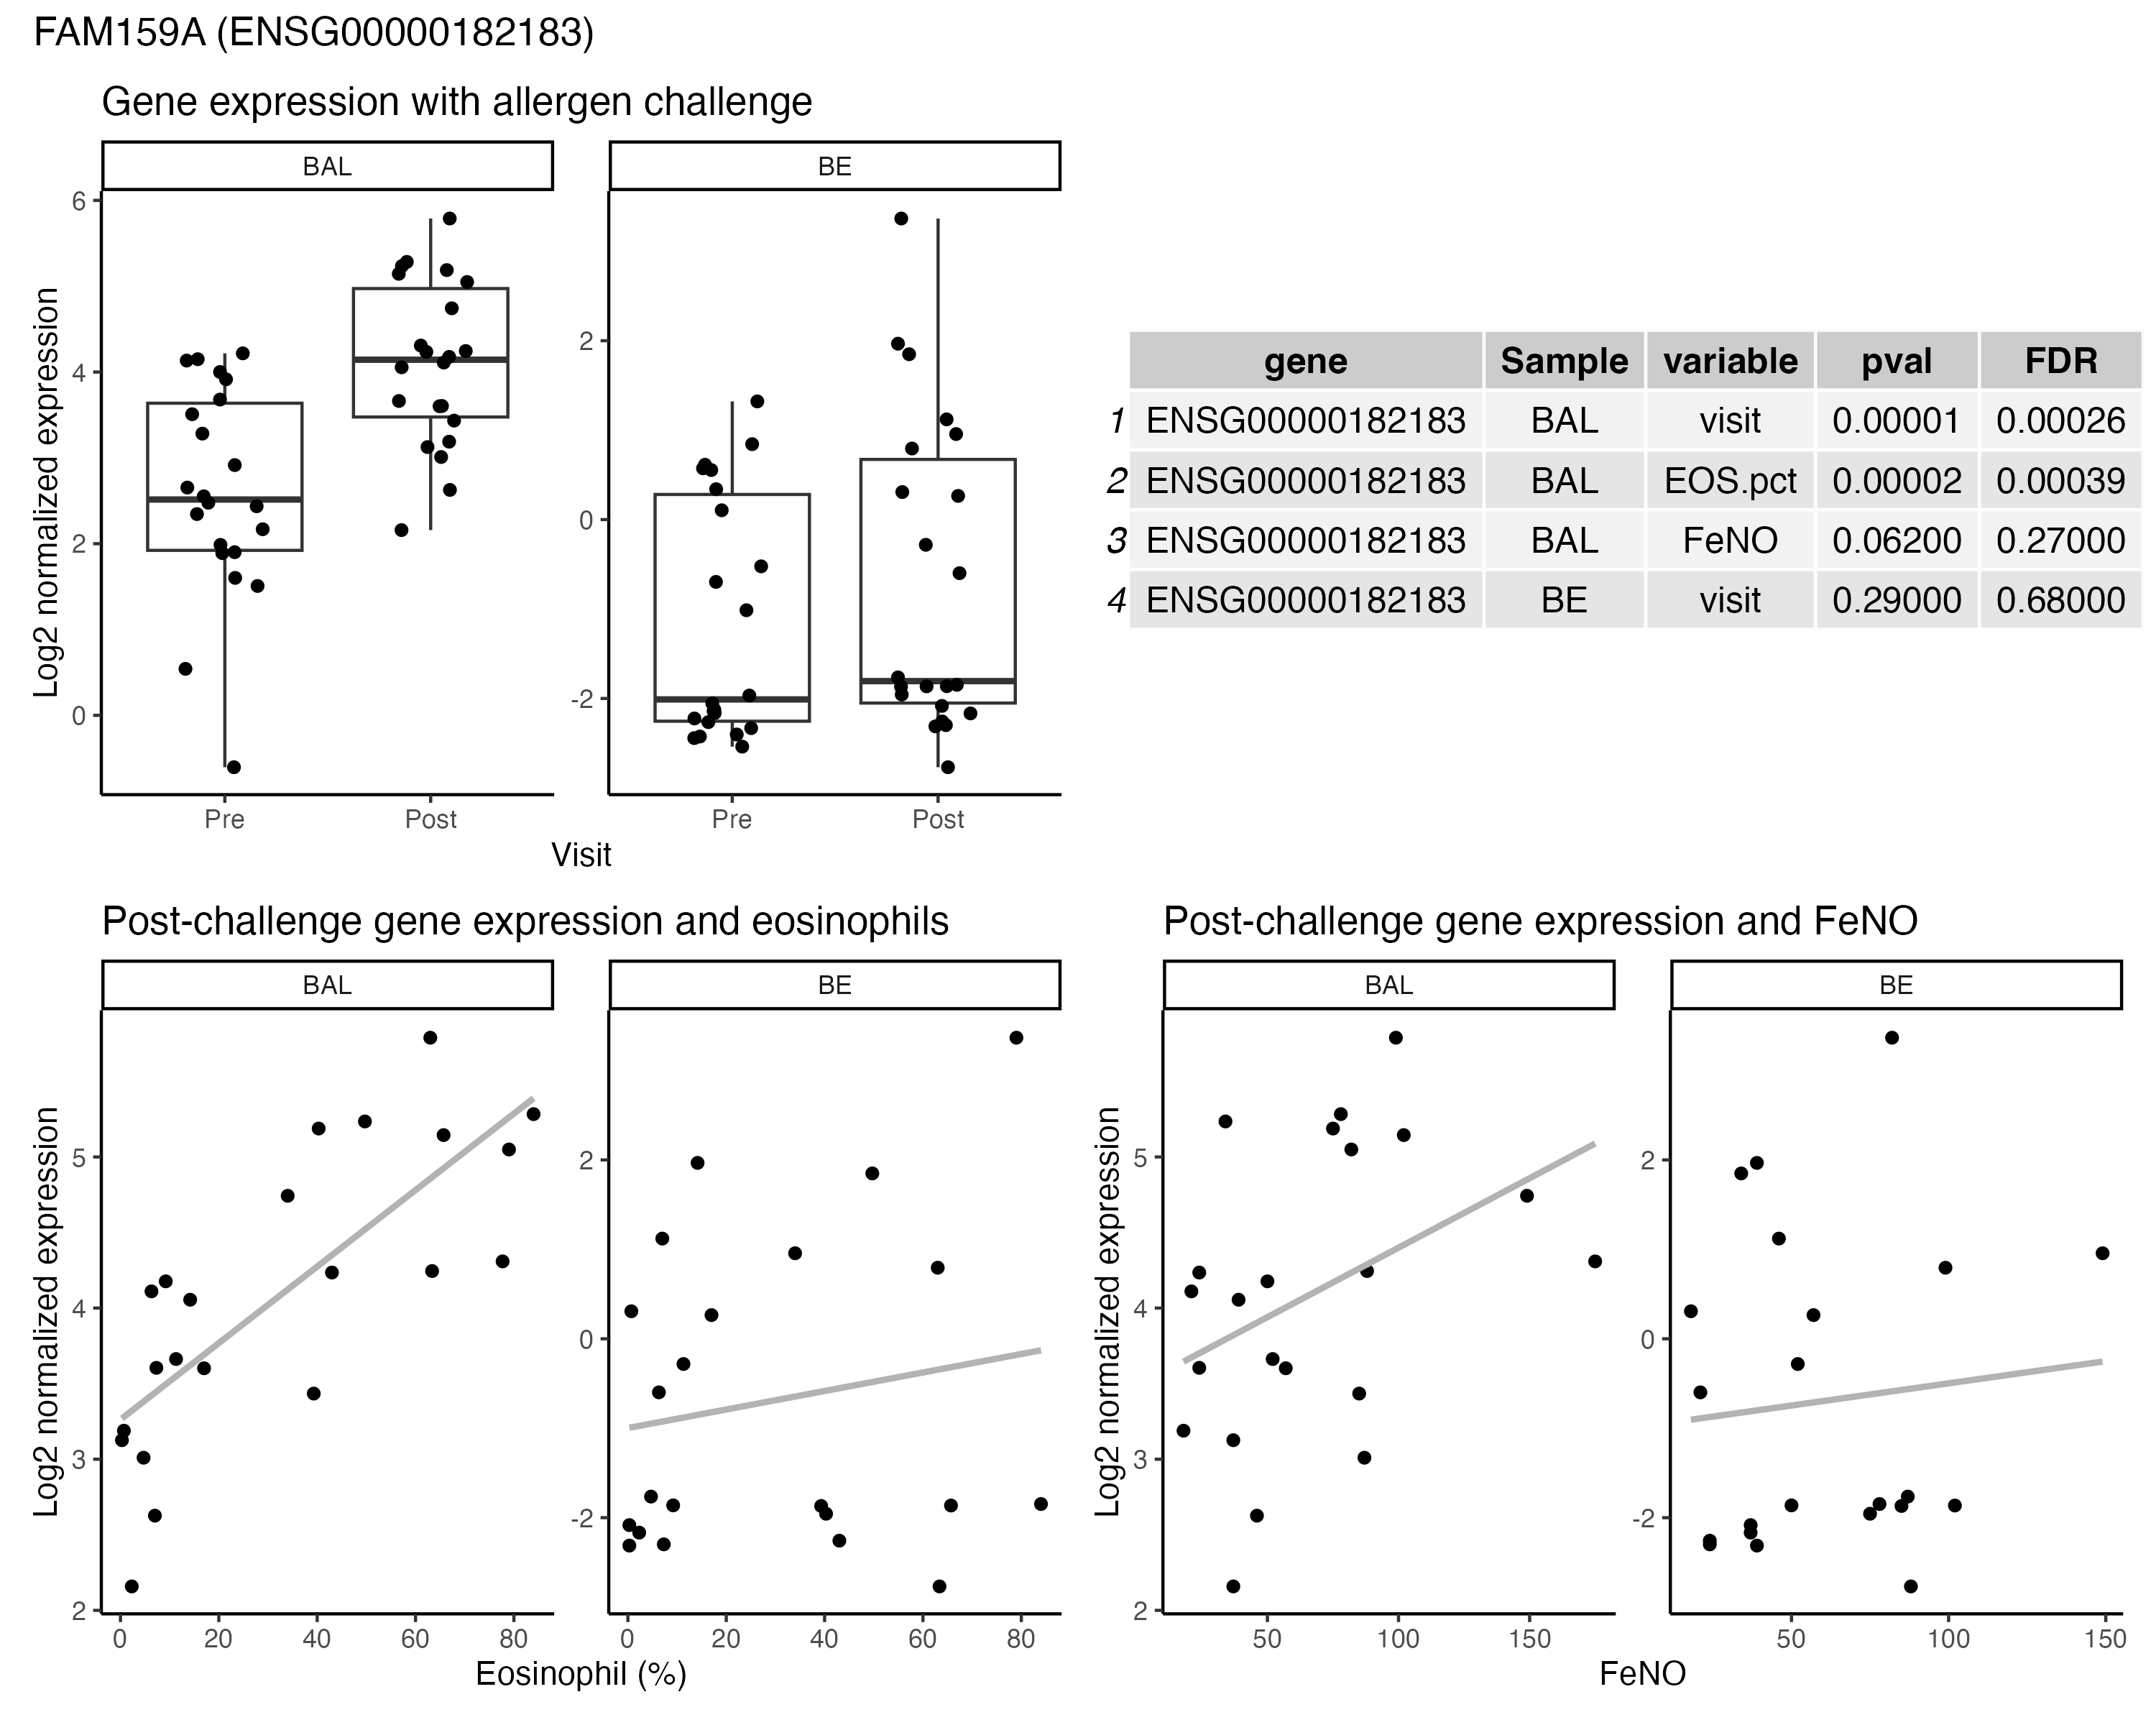 FAM159A (ENSG00000182183)
Gene expression with allergen challenge
BAL
BE
Log2 normalized expression
6
4
2
0
2
0
-2
Pre
Post
Pre
Post
Visit
gene Sample variable pval FDR
1 ENSG00000182183 BAL visit 0.00001 0.00026
2 ENSG00000182183 BAL EOS.pct 0.00002 0.00039
3 ENSG00000182183 BAL FeNO 0.06200 0.27000
4 ENSG00000182183 BE visit 0.29000 0.68000
Post-challenge gene expression and eosinophils
BAL
BE
Log2 normalized expression
5
4
3
2
2
0
-2
0 20 40 60 80
0 20 40 60 80
Eosinophil (%)
Post-challenge gene expression and FeNO
BAL
BE
Log2 normalized expression
5
4
3
2
2
0
-2
50 100 150
50 100 150
FeNO